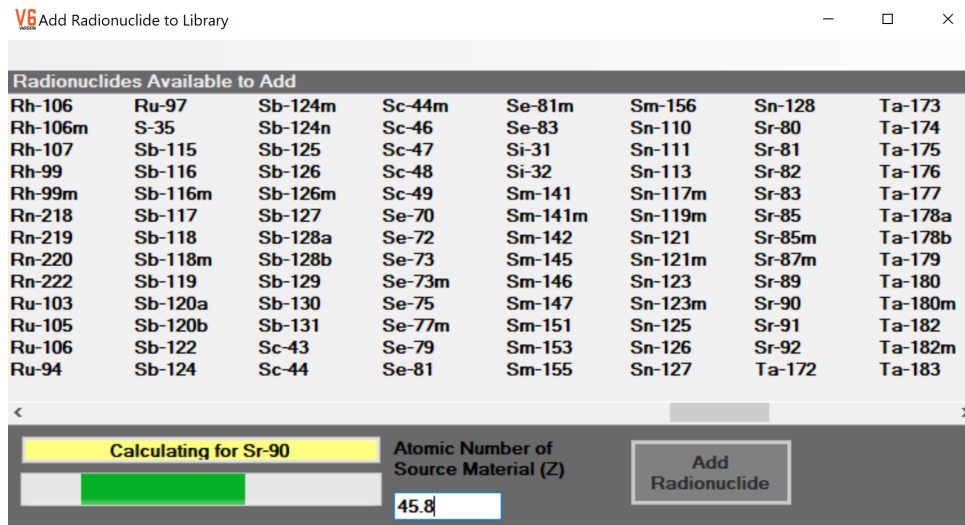 V6 VARSKIN Add Radionuclide to Library
Radionuclides Available to Add
Rh-106 Ru-97 Sb-124m Sc-44m Se-81m Sm-156 Sn-128 Ta-173
Rh-106m S-35 Sb-124n Sc-46 Se-83 Sn-110 Sr-80 Ta-174
Rh-107 Sb-115 Sb-125 Sc-47 Si-31 Sn-111 Sr-81 Ta-175
Rh-99 Sb-116 Sb-126 Sc-48 Si-32 Sn-113 Sr-82 Ta-176
Rh-99m Sb-116m Sb-126m Sc-49 Sm-141 Sn-117m Sr-83 Ta-177
Rn-218 Sb-117 Sb-127 Se-70 Sm-141m Sn-119m Sr-85 Ta-178a
Rn-219 Sb-118 Sb-128a Se-72 Sm-142 Sn-121 Sr-85m Ta-178b
Rn-220 Sb-118m Sb-128b Se-73 Sm-145 Sn-121m Sr-87m Ta-179
Rn-222 Sb-119 Sb-129 Se-73m Sm-146 Sn-123 Sr-89 Ta-180
Ru-103 Sb-120a Sb-130 Se-75 Sm-147 Sn-123m Sr-90 Ta-180m
Ru-105 Sb-120b Sb-131 Se-77m Sm-151 Sn-125 Sr-91 Ta-182
Ru-106 Sb-122 Sc-43 Se-79 Sm-153 Sn-126 Sr-92 Ta-182m
Ru-94 Sb-124 Sc-44 Se-81 Sm-155 Sn-127 Ta-172 Ta-183
Calculating for Sr-90
Atomic Number of
Source Material (Z)
45.8
Add
Radionuclide